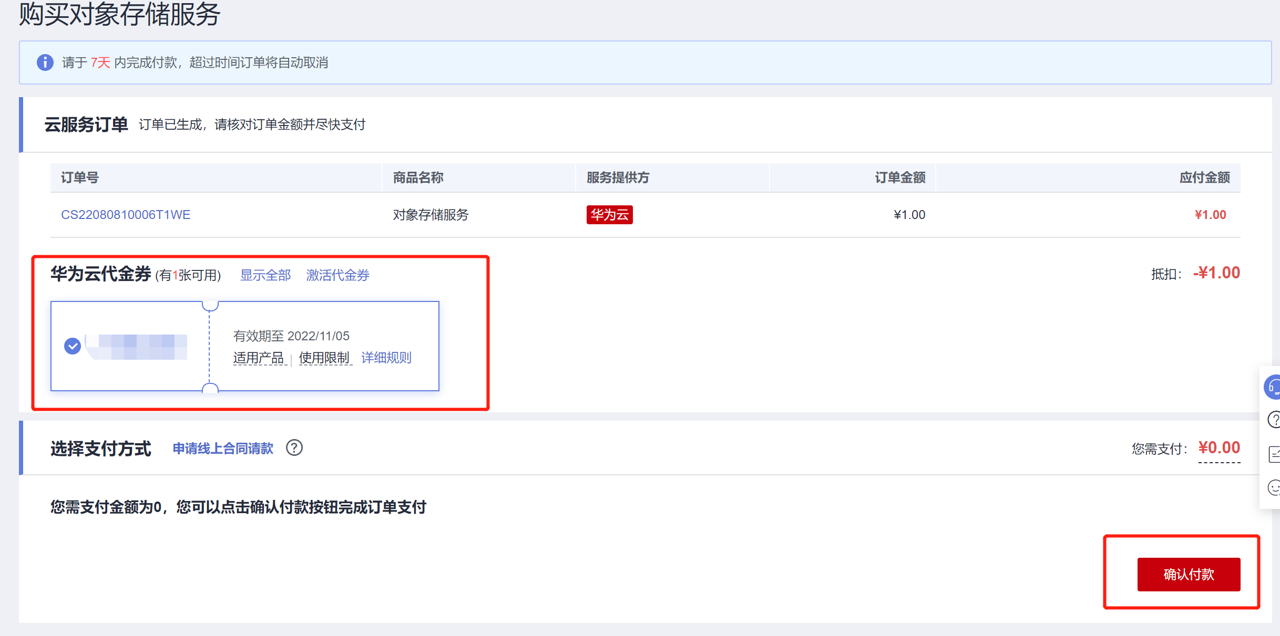 购买对象存储服务
请于 7天 内完成付款，超过时间订单将自动取消
云服务订单 订单已生成，请核对订单金额并尽快支付
订单号 商品名称 服务提供方 订单金额 应付金额
CS22080810006T1WE 对象存储服务 华为云 ¥1.00 ¥1.00
华为云代金券 (有1张可用) 显示全部 激活代金券 抵扣： -¥1.00
有效期至 2022/11/05
适用产品 | 使用限制 详细规则
选择支付方式 申请线上合同请款 ? 您需支付： ¥0.00
您需支付金额为0，您可以点击确认付款按钮完成订单支付
确认付款